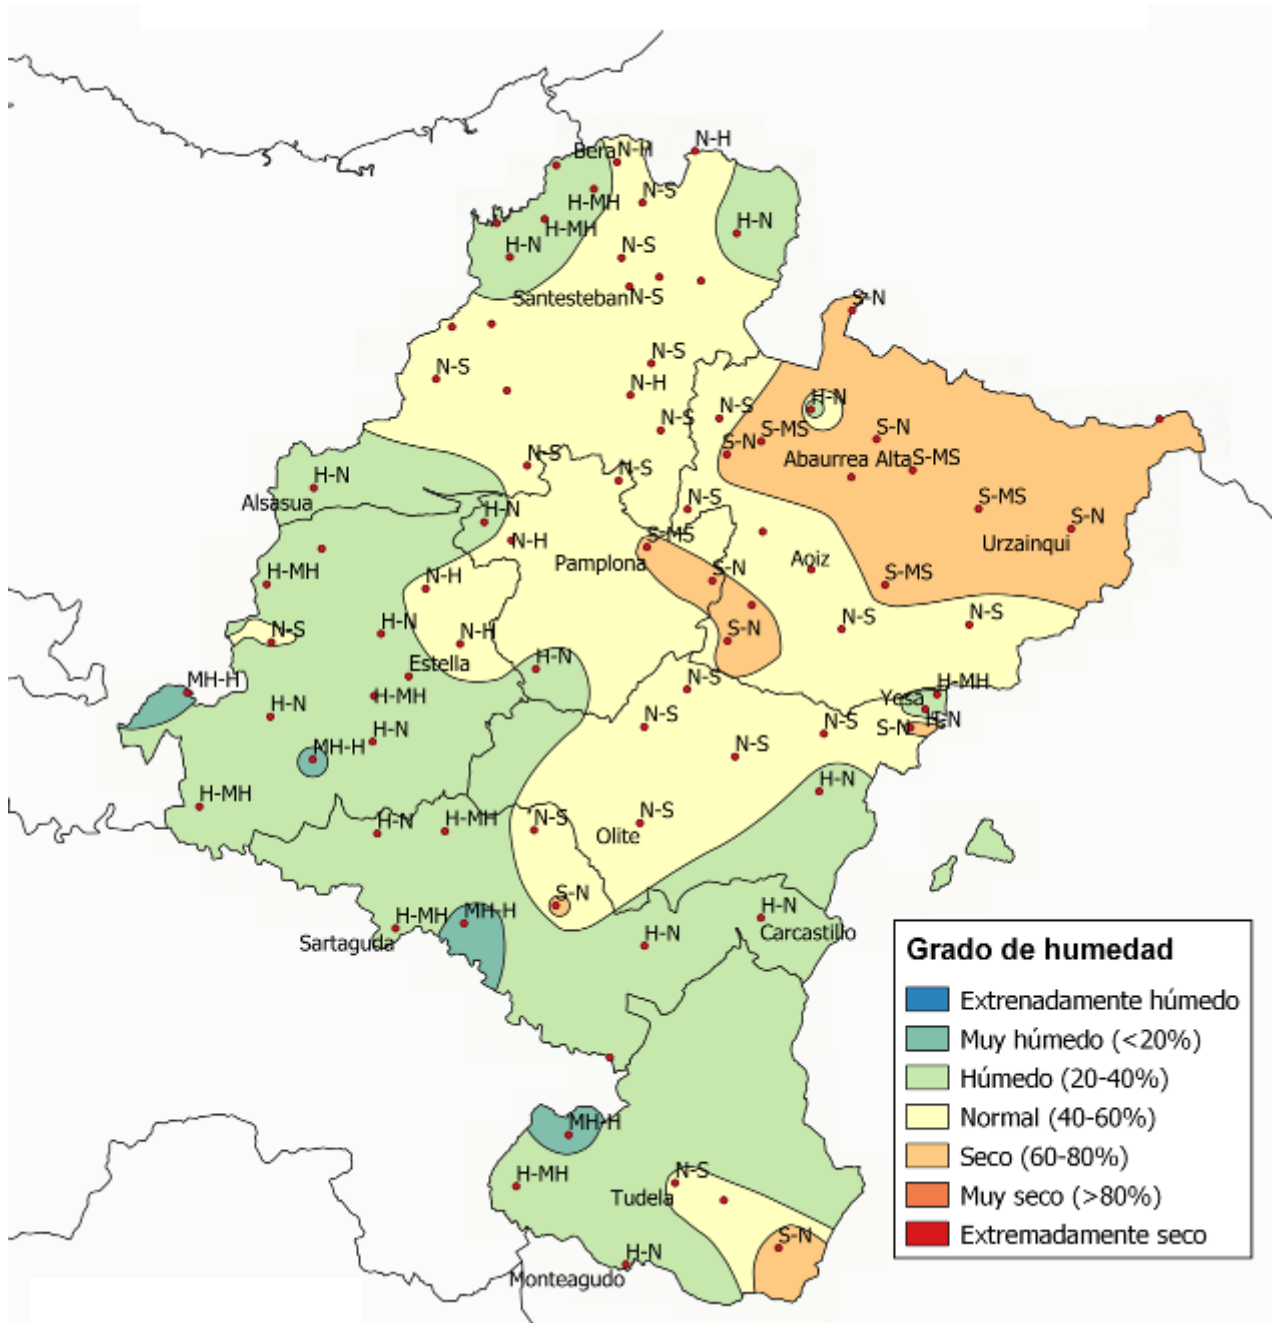 N-H
Bera
N-H
H-MH
N-S
H-MH
H-N
H-N
N-S
Santesteban
N-S
S-N
N-S
N-S
N-H
H-N
N-S
N-S
S-MS
S-N
S-N
Abaurrea Alta
S-MS
N-S
N-S
H-N
Alsasua
N-S
S-MS
H-N
S-N
Urzainqui
N-H
S-MS
Pamplona
Aoiz
S-N
H-MH
N-H
S-MS
N-S
H-N
N-H
S-N
N-S
N-S
Estella
H-N
MH-H
H-MH
N-S
H-MH
Yesa
H-N
N-S
N-S
S-N
H-N
H-N
MH-H
N-S
H-N
H-MH
H-N
H-MH
N-S
N-S
Olite
S-N
H-MH
MH-H
Sartaguda
H-N
H-N
Carcastillo
MH-H
H-MH
N-S
Tudela
S-N
H-N
Monteagudo
Grado de humedad
Extrenadamente húmedo
Muy húmedo (<20%)
Húmedo (20-40%)
Normal (40-60%)
Seco (60-80%)
Muy seco (>80%)
Extremadamente seco